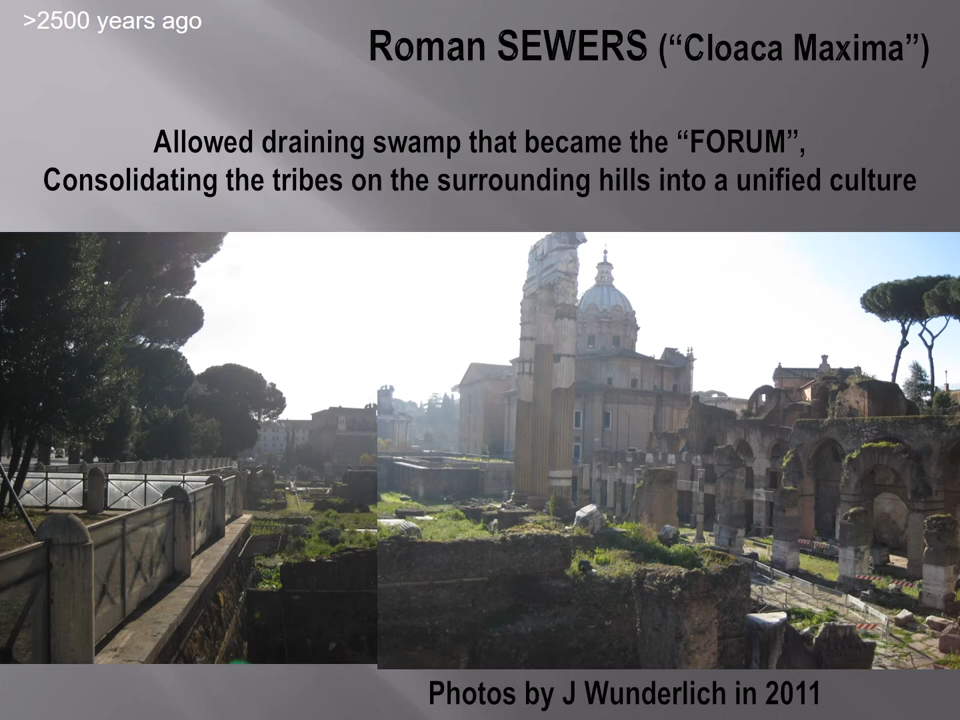 >2500 years ago
Roman SEWERS (“Cloaca Maxima”)
Allowed draining swamp that became the “FORUM”,
Consolidating the tribes on the surrounding hills into a unified culture
Photos by J Wunderlich in 2011